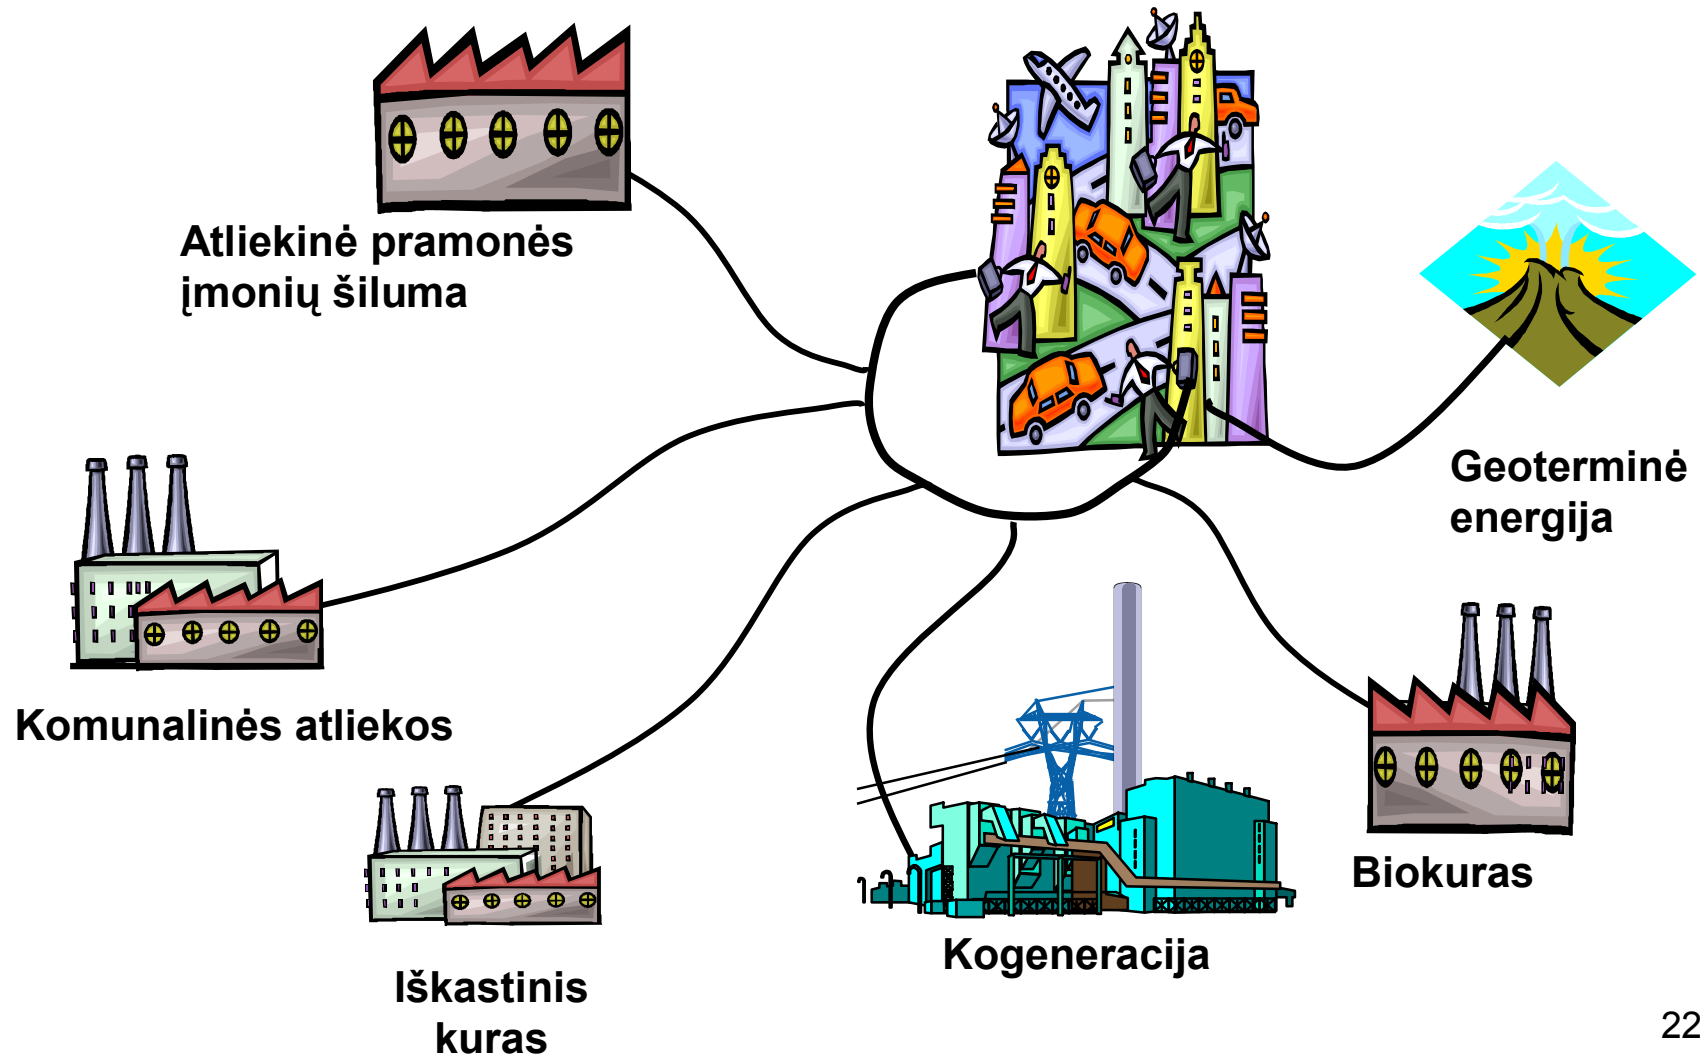 Atliekinė pramonės
įmonių šiluma
Geoterminė
energija
Komunalinės atliekos
Biokuras
Kogeneracija
Iškastinis
kuras
22